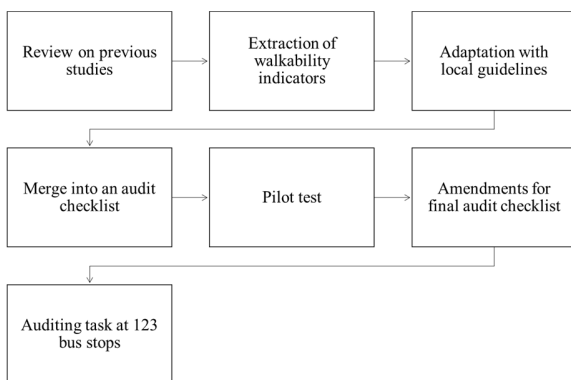 Review on previous
studies
Extraction of
walkability
indicators
Adaptation with
local guidelines
Merge into an audit
checklist
Pilot test
Amendments for
final audit checklist
Auditing task at 123
bus stops